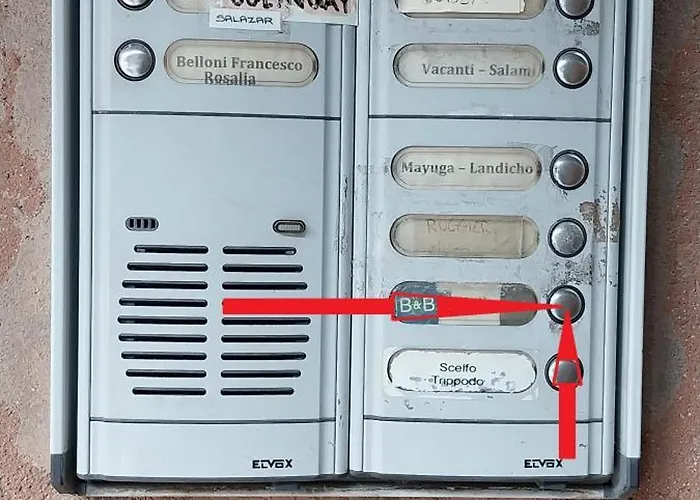 SALAZAR
Belloni Francesco
Rosalia
Vacanti – Salami
Mayuga – Landicho
B&B
Scelfo
Trippodo
ELVOX
ELVOX